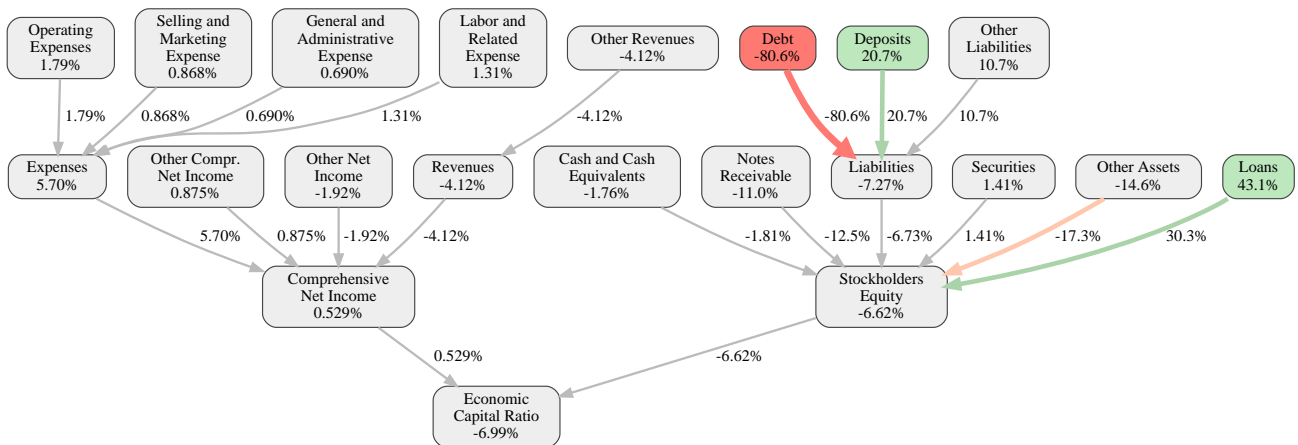 Operating
Expenses
1.79%
Selling and
Marketing
Expense
0.868%
General and
Administrative
Expense
0.690%
Labor and
Related
Expense
1.31%
Other Revenues
-4.12%
Debt
-80.6%
Deposits
20.7%
Other
Liabilities
10.7%
1.79%
0.868%
0.690%
1.31%
-4.12%
-80.6%
20.7%
10.7%
Expenses
5.70%
Other Compr.
Net Income
0.875%
Other Net
Income
-1.92%
Revenues
-4.12%
Cash and Cash
Equivalents
-1.76%
Notes
Receivable
-11.0%
Liabilities
-7.27%
Securities
1.41%
Other Assets
-14.6%
Loans
43.1%
5.70%
0.875%
-1.92%
-4.12%
-1.81%
-12.5%
-6.73%
1.41%
-17.3%
30.3%
Comprehensive
Net Income
0.529%
Stockholders
Equity
-6.62%
0.529%
-6.62%
Economic
Capital Ratio
-6.99%